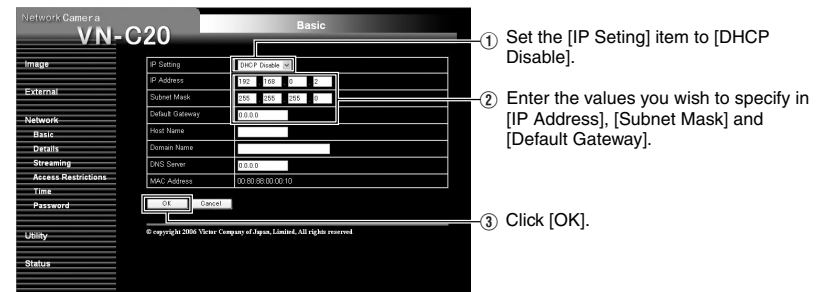 Network Camera
VN-C20
Basic
Image
External
Network
Basic
Details
Streaming
Access Restrictions
Time
Password
Utility
Status
IP Setting DHCP Disable
IP Address 192 168 0 2
Subnet Mask 255 255 255 0
Default Gateway 0.0.0.0
Host Name
Domain Name
DNS Server 0.0.0.0
MAC Address 00:80:88:00:00:10
OK Cancel
© copyright 2006 Victor Company of Japan, Limited, All rights reserved
① Set the [IP Seting] item to [DHCP
Disable].
② Enter the values you wish to specify in
[IP Address], [Subnet Mask] and
[Default Gateway].
③ Click [OK].